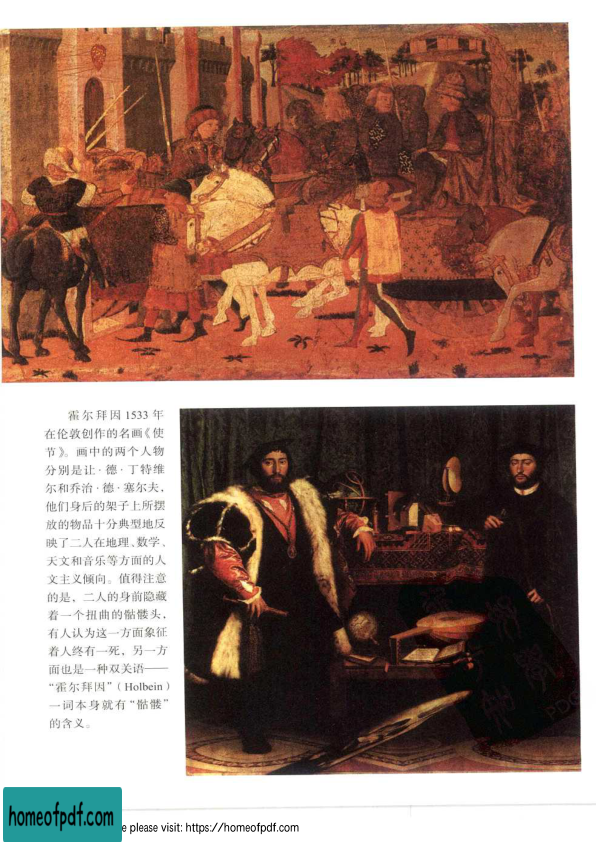 霍尔拜因 1533 年
在伦敦创作的名画《使
节》。画中的两个人物
分别是让·德·丁特维
尔和乔治·德·塞尔夫，
他们身后的架子上所摆
放的物品十分典型地反
映了二人在地理、数学、
天文和音乐等方面的人
文主义倾向。值得注意
的是，二人的身前隐藏
着一个扭曲的骷髅头，
有人认为这一方面象征
着人终有一死，另一方
面也是一种双关语——
“霍尔拜因”（Holbein）
一词本身就有“骷髅”
的含义。
PDG
homeofpdf.com
e please visit: https://homeofpdf.com